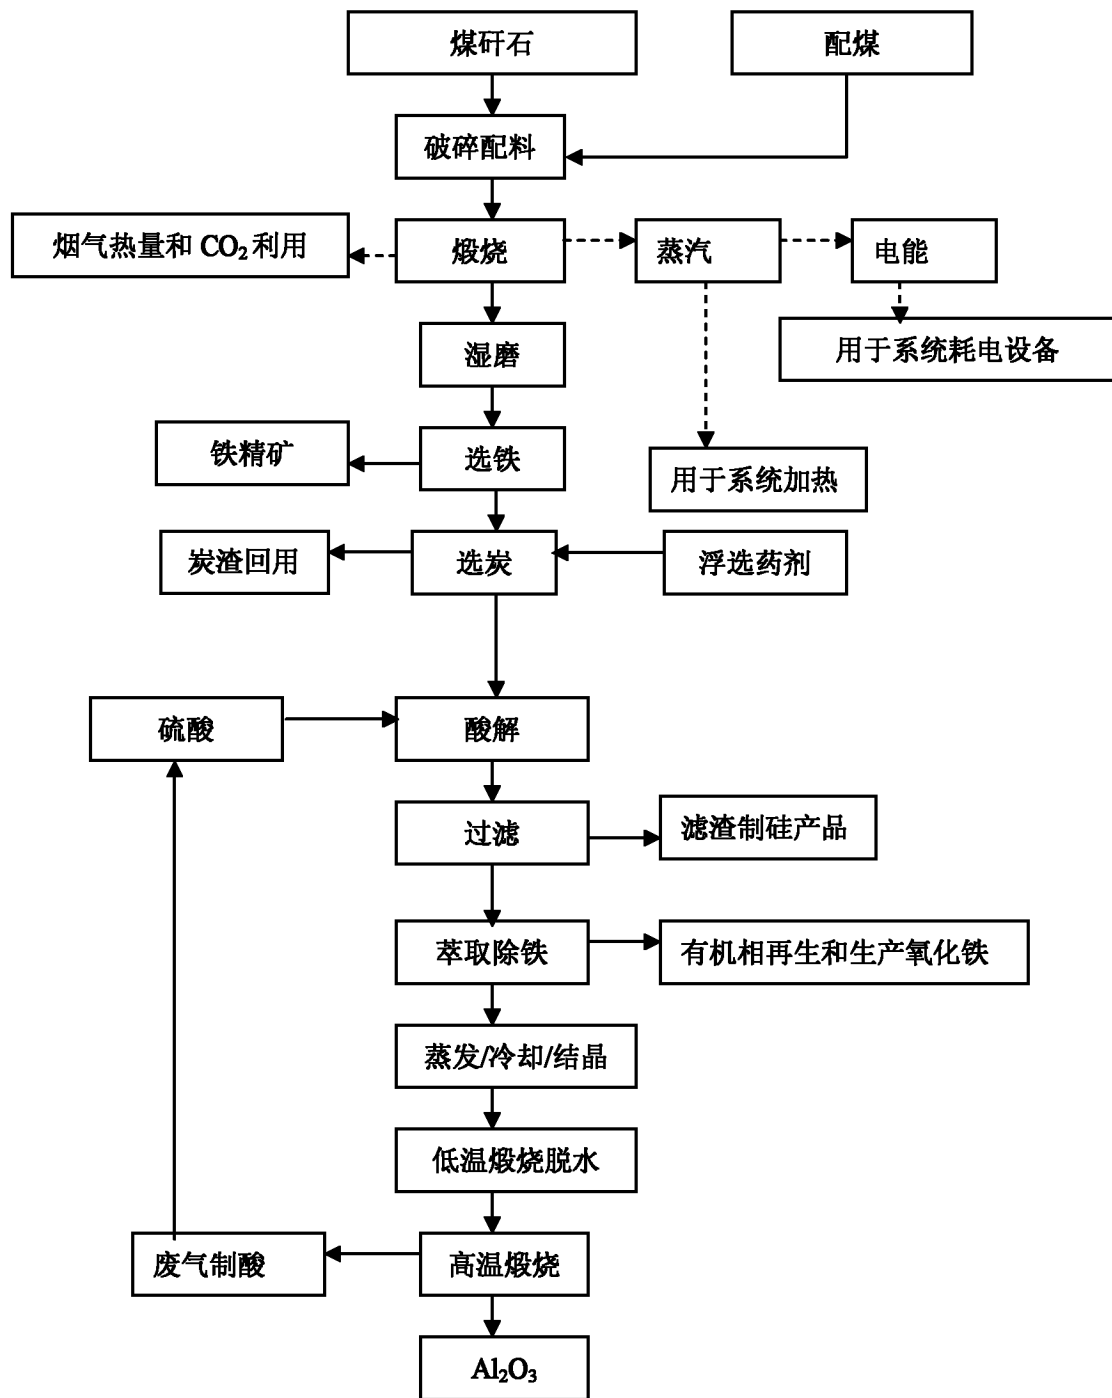 煤矸石
配煤
破碎配料
烟气热量和 CO₂ 利用
煅烧
蒸汽
电能
湿磨
用于系统耗电设备
铁精矿
选铁
用于系统加热
炭渣回用
选炭
浮选药剂
硫酸
酸解
过滤
滤渣制硅产品
萃取除铁
有机相再生和生产氧化铁
蒸发/冷却/结晶
低温煅烧脱水
废气制酸
高温煅烧
Al₂O₃